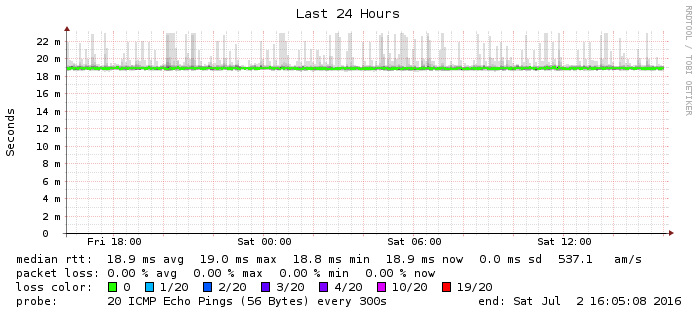 Last 24 Hours
RRDTOOL / TOBI OETIKER
Seconds
22 m
20 m
18 m
16 m
14 m
12 m
10 m
8 m
6 m
4 m
2 m
0
Fri 18:00 Sat 00:00 Sat 06:00 Sat 12:00
median rtt: 18.9 ms avg 19.0 ms max 18.8 ms min 18.9 ms now 0.0 ms sd 537.1 am/s
packet loss: 0.00 % avg 0.00 % max 0.00 % min 0.00 % now
loss color: 0 1/20 2/20 3/20 4/20 10/20 19/20
probe: 20 ICMP Echo Pings (56 Bytes) every 300s end: Sat Jul 2 16:05:08 2016